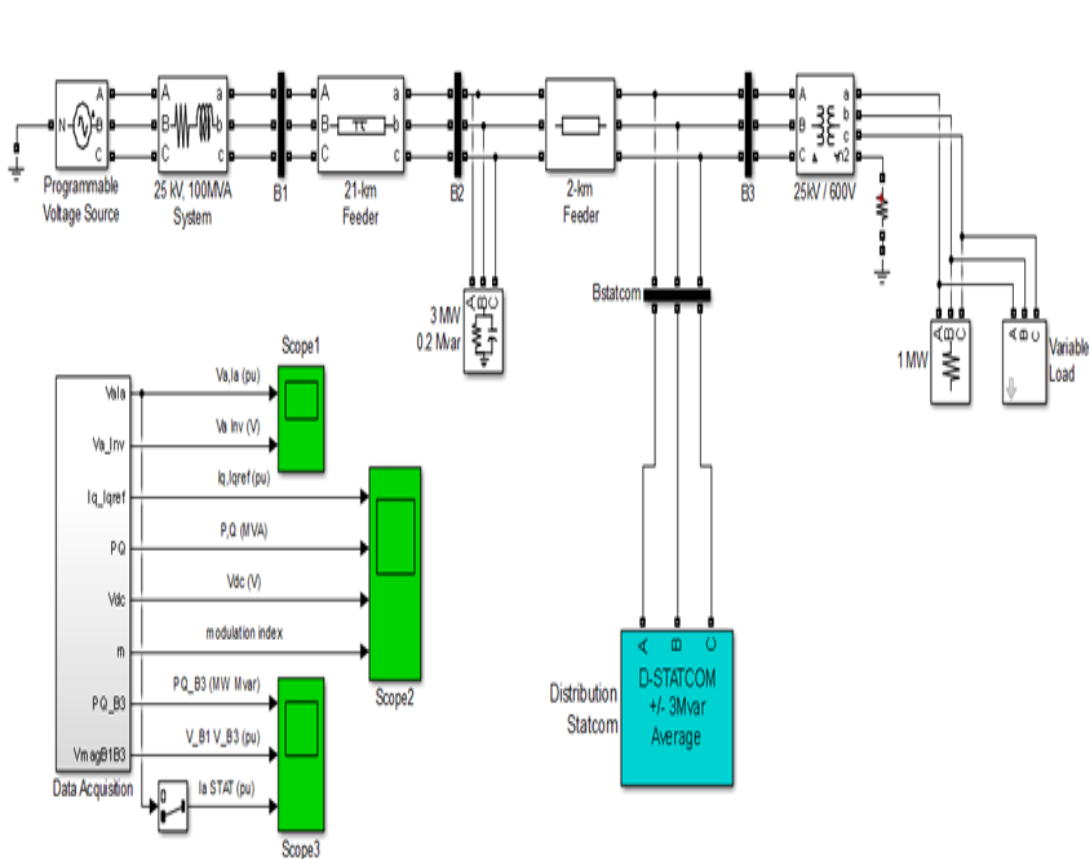 A
N
B
C
Programmable
Voltage Source
A
B
C
a
b
c
25 kV, 100MVA
System
B1
A
B
C
a
b
c
21-km
Feeder
B2
2-km
Feeder
B3
A
B
C
a
b
c
n2
25kV / 600V
A
B
C
3 MW
0.2 Mvar
Bstatcom
A
B
C
1 MW
A
B
C
Variable
Load
A
B
C
D-STATCOM
+/- 3Mvar
Average
Distribution
Statcom
VaIa
Va_Inv
Iq_Iqref
PQ
Vdc
m
PQ_B3
VmagB1B3
Data Acquisition
Va,Ia (pu)
Va Inv (V)
Iq,Iqref (pu)
P,Q (MVA)
Vdc (V)
modulation index
PQ_B3 (MW Mvar)
V_B1 V_B3 (pu)
Ia STAT (pu)
Scope1
Scope2
Scope3